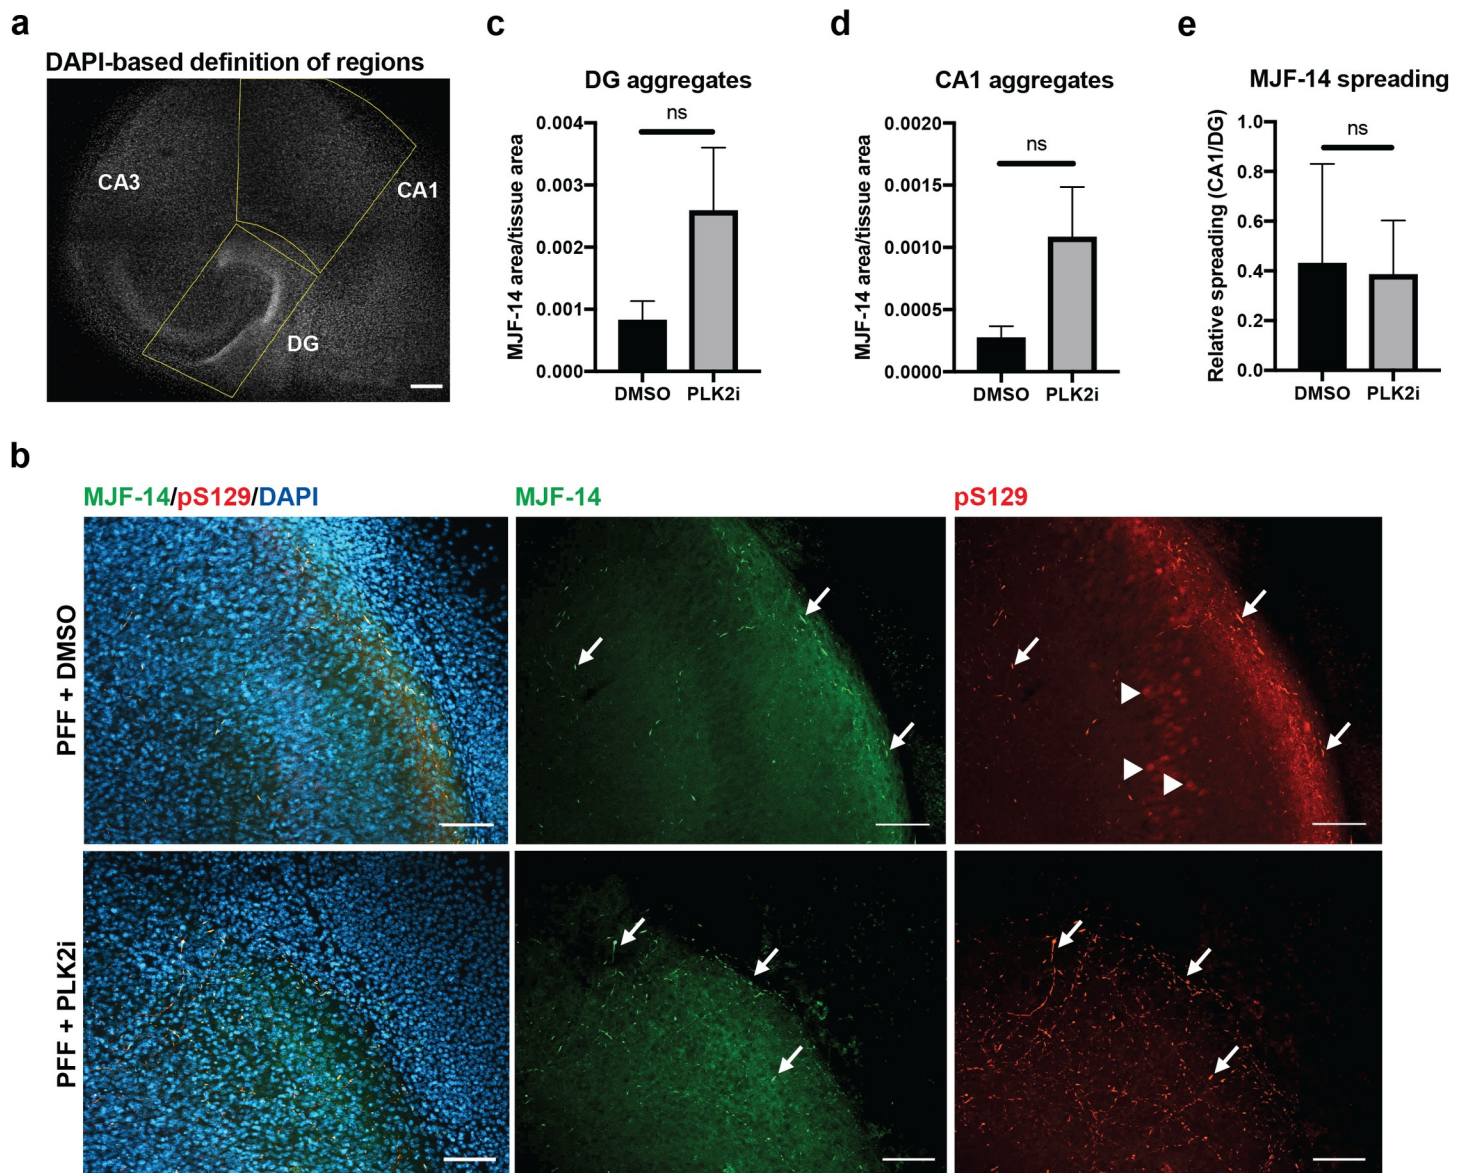 a
DAPI-based definition of regions
CA3
CA1
DG
c
DG aggregates
ns
MJF-14 area/tissue area
0.004
0.003
0.002
0.001
0.000
DMSO PLK2i
d
CA1 aggregates
ns
MJF-14 area/tissue area
0.0020
0.0015
0.0010
0.0005
0.0000
DMSO PLK2i
e
MJF-14 spreading
ns
Relative spreading (CA1/DG)
1.0
0.8
0.6
0.4
0.2
0.0
DMSO PLK2i
b
MJF-14/pS129/DAPI
MJF-14
pS129
PFF + DMSO
PFF + PLK2i